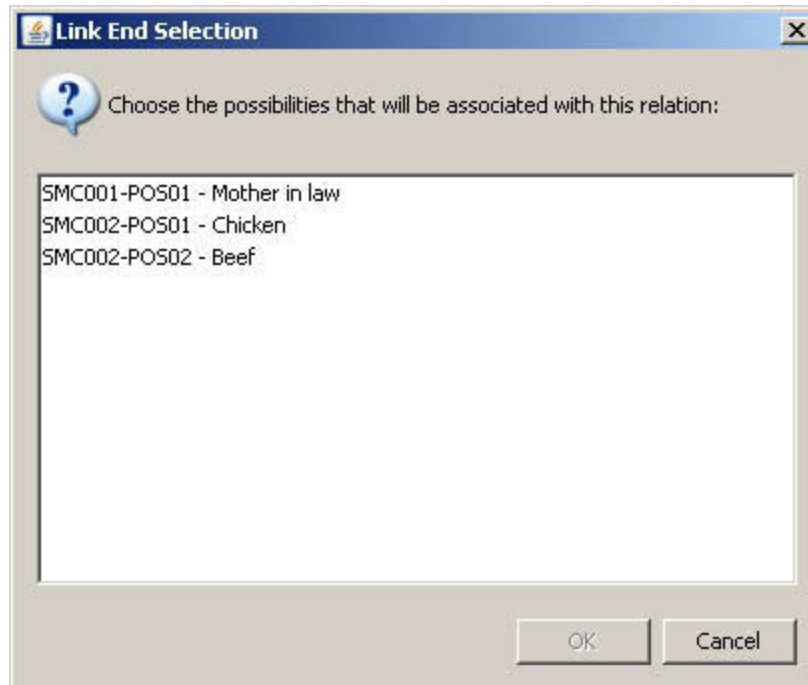 Link End Selection
Choose the possibilities that will be associated with this relation:
SMC001-POS01 - Mother in law
SMC002-POS01 - Chicken
SMC002-POS02 - Beef
OK
Cancel